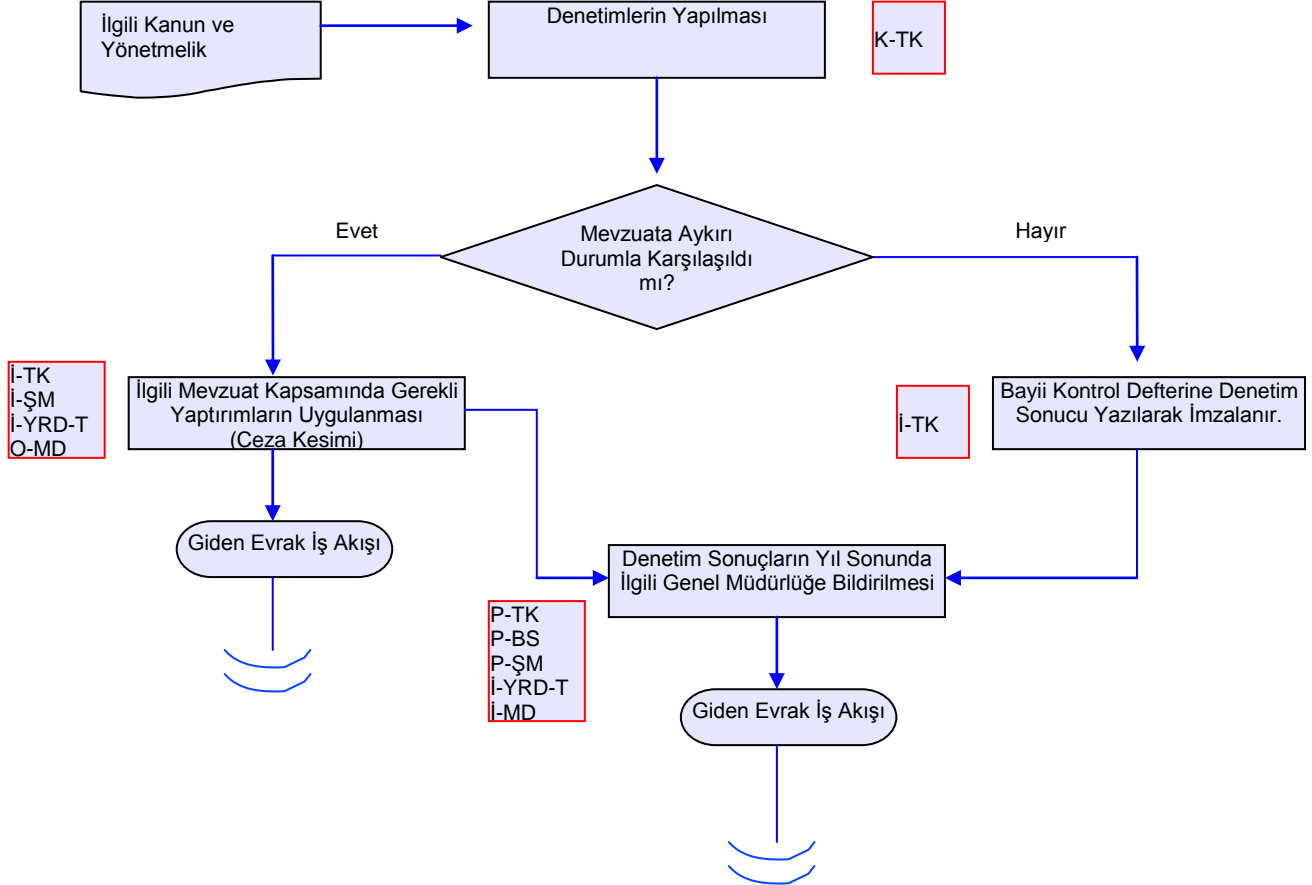 İlgili Kanun ve
Yönetmelik
Denetimlerin Yapılması
K-TK
Mevzuata Aykırı
Durumla Karşılaşıldı
mı?
Evet
Hayır
İ-TK
İ-ŞM
İ-YRD-T
O-MD
İlgili Mevzuat Kapsamında Gerekli
Yaptırımların Uygulanması
(Ceza Kesimi)
İ-TK
Bayii Kontrol Defterine Denetim
Sonucu Yazılarak İmzalanır.
Giden Evrak İş Akışı
Denetim Sonuçların Yıl Sonunda
İlgili Genel Müdürlüğe Bildirilmesi
P-TK
P-BS
P-ŞM
İ-YRD-T
İ-MD
Giden Evrak İş Akışı